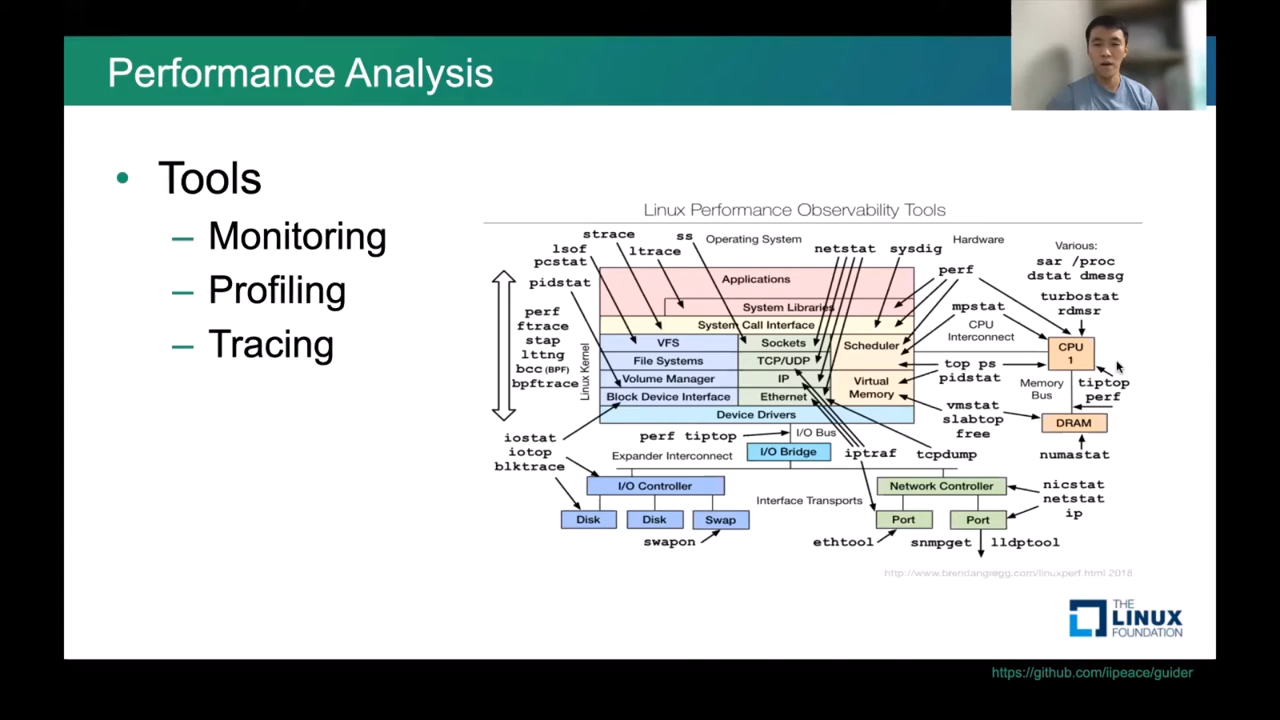 Performance Analysis
• Tools
– Monitoring
– Profiling
– Tracing
Linux Performance Observability Tools
strace
ss
Operating System
netstat
sysdig
Hardware
Various:
lsof
ltrace
pcstat
pidstat
perf
sar /proc
dstat dmesg
turbostat
rdmsr
mpstat
CPU
Interconnect
perf
ftrace
stap
lttng
bcc (BPF)
bpftrace
Linux Kernel
Applications
System Libraries
System Call Interface
VFS
Sockets
Scheduler
File Systems
TCP/UDP
Volume Manager
IP
Virtual
Memory
Block Device Interface
Ethernet
Device Drivers
CPU
1
top ps
pidstat
Memory
Bus
tiptop
perf
vmstat
slabtop
free
DRAM
numastat
iostat
iotop
blktrace
perf tiptop
I/O Bus
Expander Interconnect
I/O Bridge
iptraf
tcpdump
I/O Controller
Network Controller
nicstat
netstat
ip
Interface Transports
Disk
Disk
Swap
Port
Port
swapon
ethtool
snmpget
lldptool
http://www.brendangregg.com/linuxperf.html 2018
THE
LINUX
FOUNDATION
https://github.com/iipeace/guider